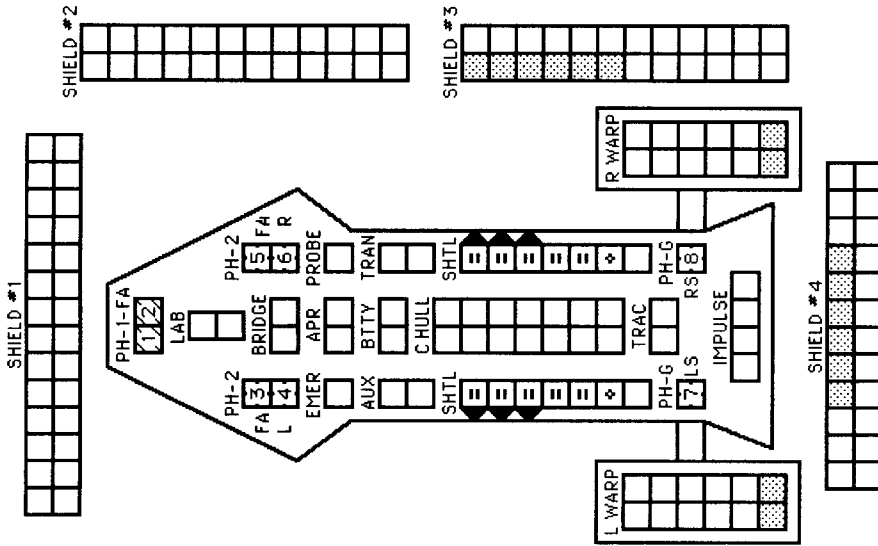 SHIELD #1
SHIELD #2
SHIELD #3
SHIELD #4
PH-1-FA
1 2
LAB
PH-2
FA 3
L 4
PH-2
5 FA
6 R
BRIDGE
EMER
APR
PROBE
AUX
BTTY
TRAN
SHTL
C HULL
SHTL
= =
= =
= =
= =
= =
+ +
PH-G
7 LS
TRAC
PH-G
RS 8
IMPULSE
L WARP
R WARP